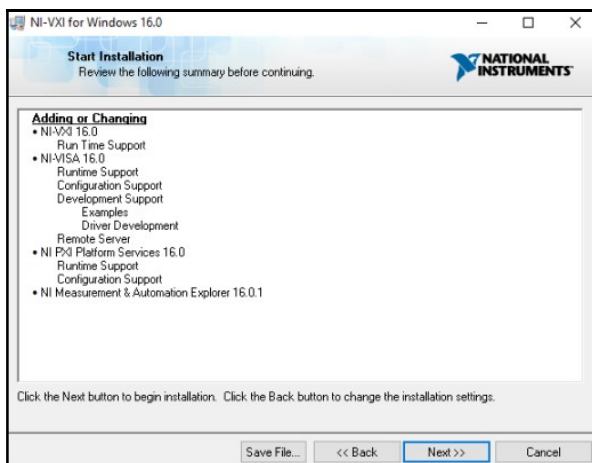 NI-VXI for Windows 16.0
Start Installation
Review the following summary before continuing.
NATIONAL
INSTRUMENTS
Adding or Changing
• NI-VXI 16.0
Run Time Support
• NI-VISA 16.0
Runtime Support
Configuration Support
Development Support
Examples
Driver Development
Remote Server
• NI PXI Platform Services 16.0
Runtime Support
Configuration Support
• NI Measurement & Automation Explorer 16.0.1
Click the Next button to begin installation. Click the Back button to change the installation settings.
Save File... << Back Next >> Cancel